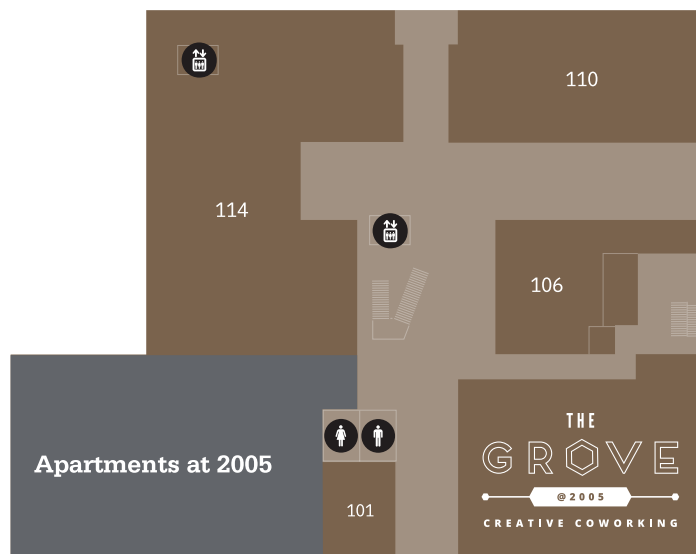 110
114
106
THE
GROVE
Apartments at 2005
@2005
101
CREATIVE COWORKING